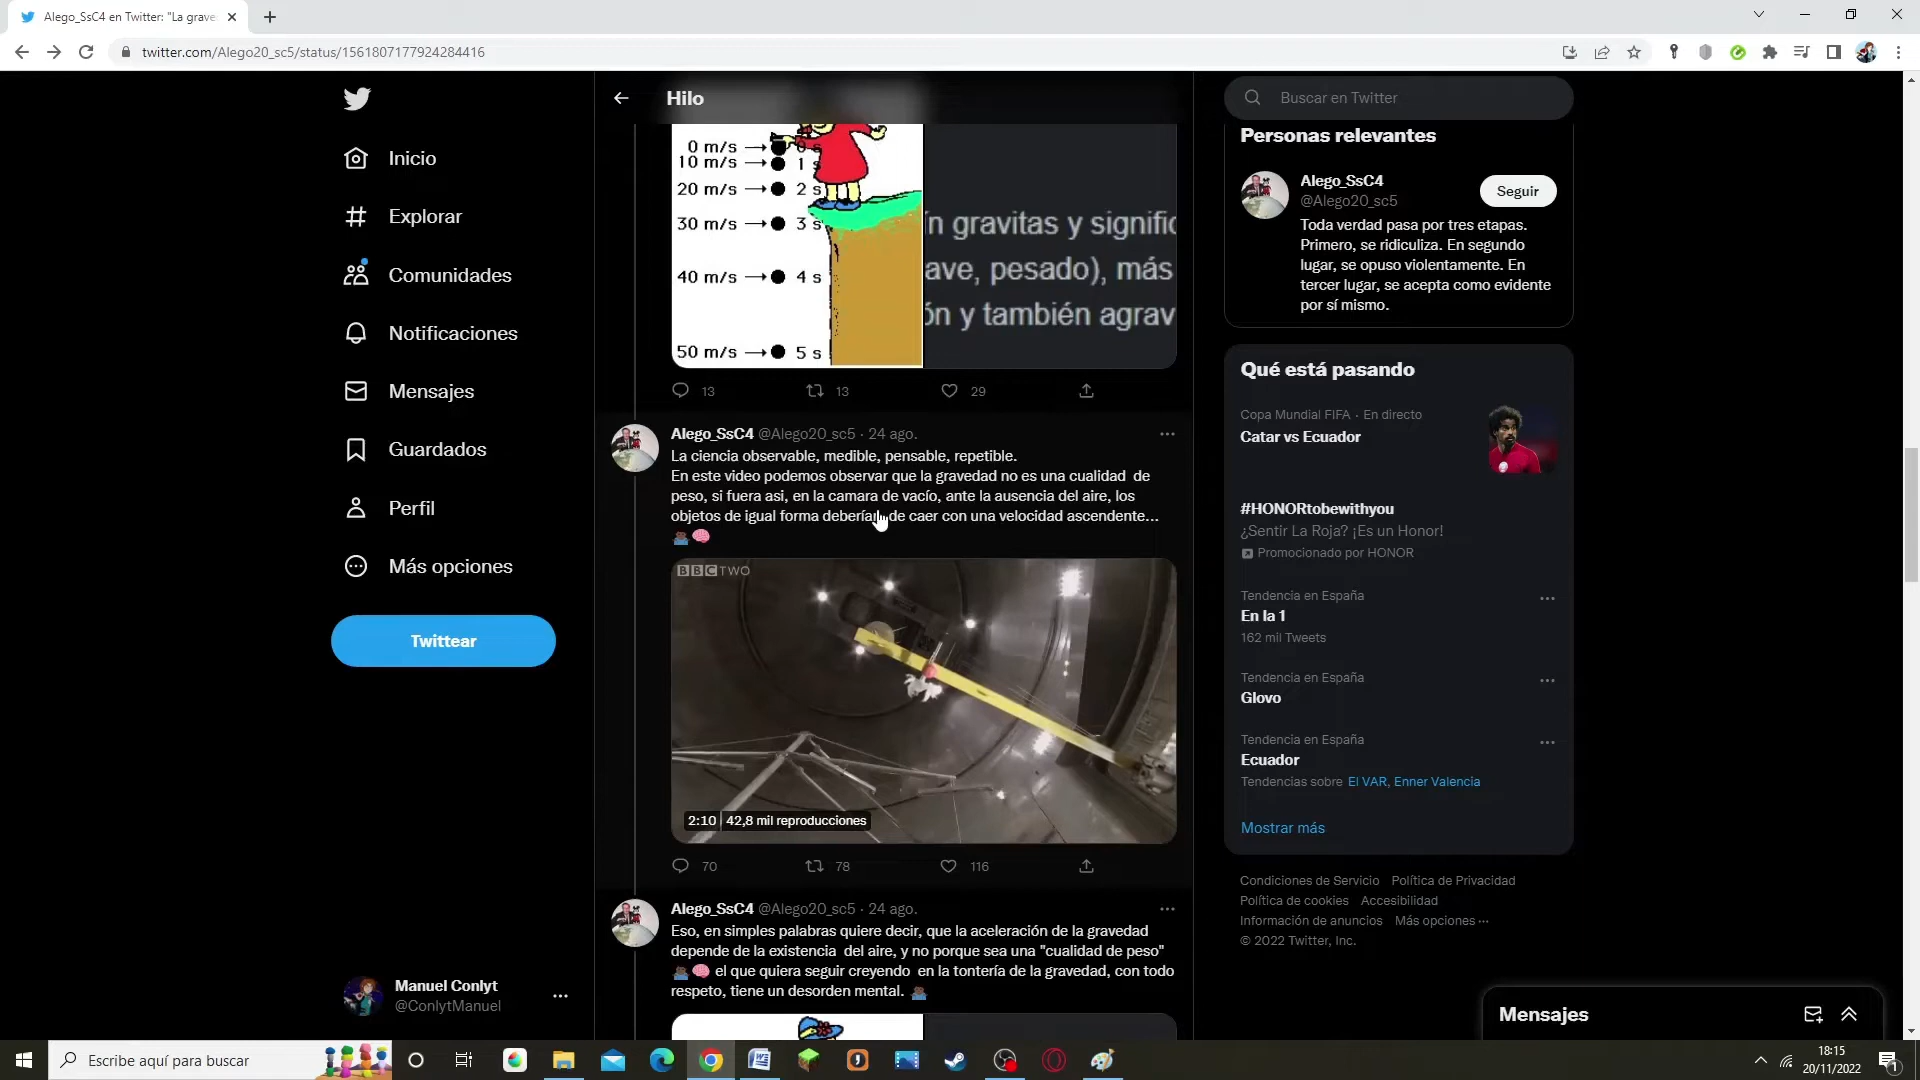 Alego_SsC4 en Twitter: "La grave
twitter.com/Alego20_sc5/status/1561807177924284416
Inicio
Explorar
Comunidades
Notificaciones
Mensajes
Guardados
Perfil
Más opciones
Twittear
Manuel Conlyt
@ConlytManuel
Hilo
0 m/s 0 s
10 m/s 1 s
20 m/s 2 s
30 m/s 3 s
40 m/s 4 s
50 m/s 5 s
n gravitas y signific
ave, pesado), más
ón y también agrav
13 13 29
Alego_SsC4 @Alego20_sc5 · 24 ago.
La ciencia observable, medible, pensable, repetible.
En este video podemos observar que la gravedad no es una cualidad de
peso, si fuera asi, en la camara de vacío, ante la ausencia del aire, los
objetos de igual forma deberían de caer con una velocidad ascendente...
BBC TWO
2:10 42,8 mil reproducciones
70 78 116
Alego_SsC4 @Alego20_sc5 · 24 ago.
Eso, en simples palabras quiere decir, que la aceleración de la gravedad
depende de la existencia del aire, y no porque sea una "cualidad de peso"
el que quiera seguir creyendo en la tontería de la gravedad, con todo
respeto, tiene un desorden mental.
Buscar en Twitter
Personas relevantes
Alego_SsC4
@Alego20_sc5
Seguir
Toda verdad pasa por tres etapas.
Primero, se ridiculiza. En segundo
lugar, se opuso violentamente. En
tercer lugar, se acepta como evidente
por sí mismo.
Qué está pasando
Copa Mundial FIFA · En directo
Catar vs Ecuador
#HONORtobewithyou
¿Sentir La Roja? ¡Es un Honor!
Promocionado por HONOR
Tendencia en España
En la 1
162 mil Tweets
Tendencia en España
Glovo
Tendencia en España
Ecuador
Tendencias sobre El VAR, Enner Valencia
Mostrar más
Condiciones de Servicio Política de Privacidad
Política de cookies Accesibilidad
Información de anuncios Más opciones ···
© 2022 Twitter, Inc.
Mensajes
Escribe aquí para buscar
18:15
20/11/2022
1